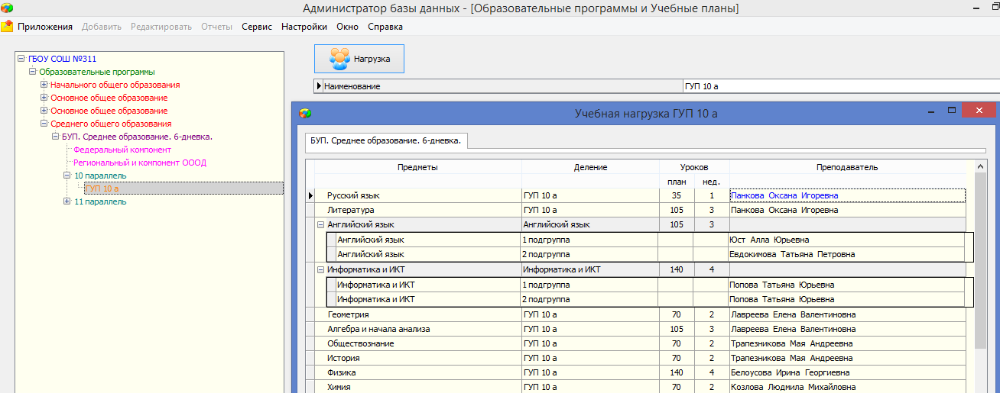 Администратор базы данных - [Образовательные программы и Учебные планы]
Приложения Добавить Редактировать Отчеты Сервис Настройки Окно Справка
ГБОУ СОШ №311
Образовательные программы
Начального общего образования
Основное общее образование
Основное общее образование
Среднего общего образования
БУП. Среднее образование. 6-дневка.
Федеральный компонент
Региональный и компонент ОООД
10 параллель
ГУП 10 а
11 параллель
Нагрузка
Наименование ГУП 10 а
Учебная нагрузка ГУП 10 а
БУП. Среднее образование. 6-дневка.
Предметы Деление Уроков Преподаватель
план нед.
Русский язык ГУП 10 а 35 1 Панкова Оксана Игоревна
Литература ГУП 10 а 105 3 Панкова Оксана Игоревна
Английский язык Английский язык 105 3
Английский язык 1 подгруппа Юст Алла Юрьевна
Английский язык 2 подгруппа Евдокимова Татьяна Петровна
Информатика и ИКТ Информатика и ИКТ 140 4
Информатика и ИКТ 1 подгруппа Попова Татьяна Юрьевна
Информатика и ИКТ 2 подгруппа Попова Татьяна Юрьевна
Геометрия ГУП 10 а 70 2 Лавреева Елена Валентиновна
Алгебра и начала анализа ГУП 10 а 105 3 Лавреева Елена Валентиновна
Обществознание ГУП 10 а 70 2 Трапезникова Мая Андреевна
История ГУП 10 а 70 2 Трапезникова Мая Андреевна
Физика ГУП 10 а 140 4 Белоусова Ирина Георгиевна
Химия ГУП 10 а 70 2 Козлова Людмила Михайловна